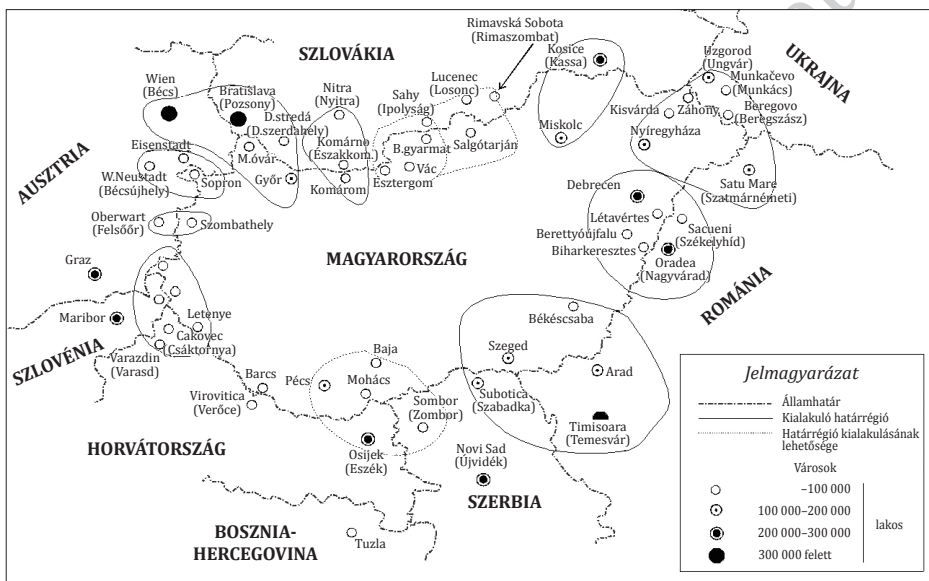 Rimavská Sobota
(Rimaszombat)
SZLOVÁKIA
Kosice
(Kassa)
Uzgorod
(Ungvár)
UKRAJNA
Wien
(Bécs)
Bratislava
(Pozsony)
Nitra
(Nyitra)
Lucenec
(Losonc)
Sahy
(Ipolyság)
Munkačevo
(Munkács)
D.stredá
(D.szerdahely)
Kisvárda
Záhony
Beregovo
(Beregszász)
Miskolc
Nyíregyháza
Eisenstadt
M.óvár
Komárno
(Északkom.)
B.gyarmat
Salgótarján
AUSZTRIA
W.Neustadt
(Bécsújhely)
Sopron
Győr
Komárom
Esztergom
Vác
Satu Mare
(Szatmárnémeti)
Debrecen
Oberwart
(Felsőőr)
Szombathely
Létavértes
Berettyóújfalu
Biharkeresztes
Sacueni
(Székelyhíd)
Oradea
(Nagyvárad)
MAGYARORSZÁG
Graz
ROMÁNIA
Maribor
Letenye
Cakovec
(Csáktornya)
SZLOVÉNIA
Varazdin
(Varasd)
Békéscsaba
Szeged
Arad
Baja
Barcs
Pécs
Mohács
Virovitica
(Verőce)
Sombor
(Zombor)
Subotica
(Szabadka)
Timisoara
(Temesvár)
HORVÁTORSZÁG
Osijek
(Eszék)
Novi Sad
(Újvidék)
SZERBIA
BOSZNIA-
HERCEGOVINA
Tuzla
Jelmagyarázat
Államhatár
Kialakuló határrégió
Határrégió kialakulásának
lehetősége
Városok
–100 000
100 000–200 000
200 000–300 000
300 000 felett
lakos